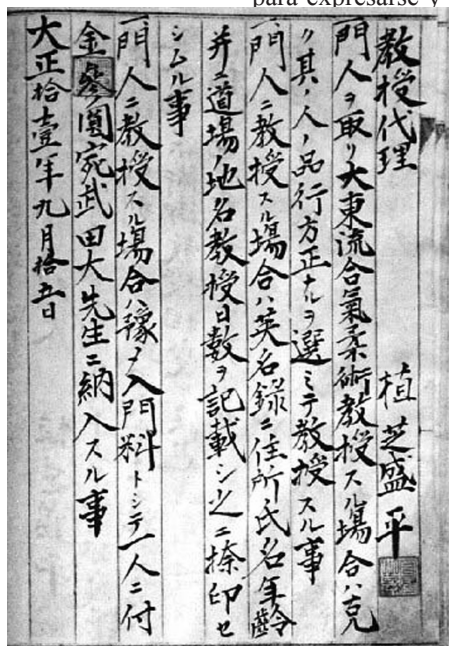 para expresarse y
教授代理 植芝盛平
一、門人ヲ取リ大東流合氣柔術教授スル場合ハ克
ク其ノ人ノ品行方正ナルヲ選ミテ教授スル事
一、門人ニ教授スル場合ハ英名録ニ住所氏名年齢
并ニ道場ノ地名教授日数ヲ記載シ之ニ捺印セ
シムル事
一、門人ニ教授スル場合ハ豫メ入門料トシテ一人ニ付
金参圓宛武田大先生ニ納入スル事
大正拾壹年九月拾五日